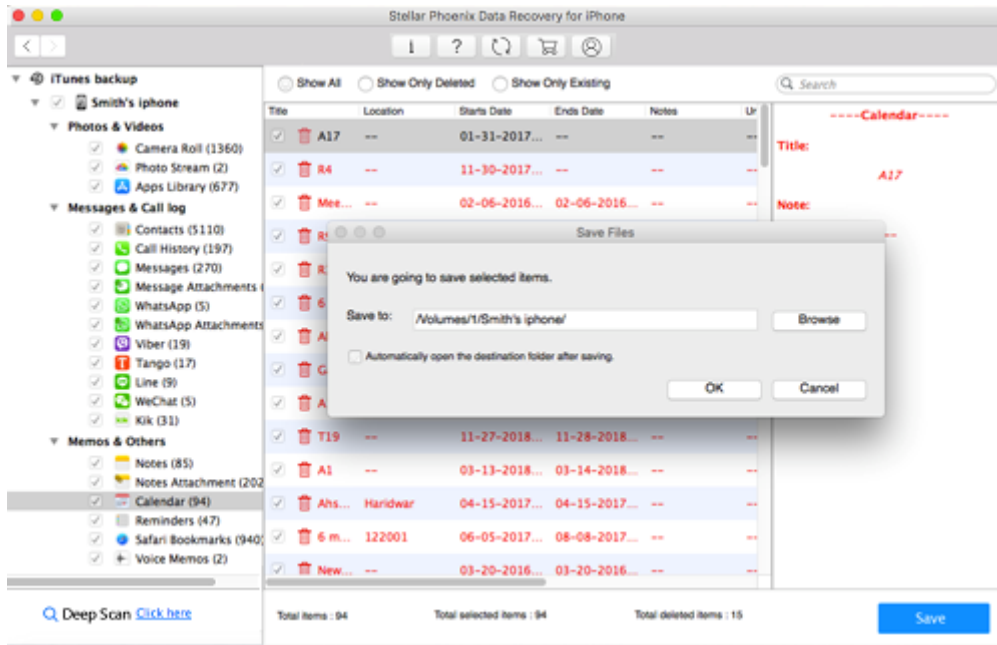 Stellar Phoenix Data Recovery for iPhone
iTunes backup
Smith's iphone
Photos & Videos
Camera Roll (1360)
Photo Stream (2)
Apps Library (677)
Messages & Call log
Contacts (5110)
Call History (197)
Messages (270)
Message Attachments (
WhatsApp (5)
WhatsApp Attachments
Viber (19)
Tango (17)
Line (9)
WeChat (5)
Kik (31)
Memos & Others
Notes (85)
Notes Attachment (202
Calendar (94)
Reminders (47)
Safari Bookmarks (940)
Voice Memos (2)
Deep Scan Click here
Show All Show Only Deleted Show Only Existing
Search
Title Location Starts Date Ends Date Notes Ur
A17 -- 01-31-2017... -- --
R4 -- 11-30-2017... -- --
Mee... -- 02-06-2016... 02-06-2016... --
T19 -- 11-27-2018... 11-28-2018... --
A1 -- 03-13-2018... 03-14-2018... --
Ahs... Haridwar 04-15-2017... 04-15-2017... --
6 m... 122001 06-05-2017... 08-08-2017... --
New... -- 03-20-2016... 03-20-2016... --
----Calendar----
Title:
A17
Note:
--
Save Files
You are going to save selected items.
Save to: /Volumes/1/Smith's iphone/ Browse
Automatically open the destination folder after saving.
OK Cancel
Total items : 94 Total selected items : 94 Total deleted items : 15
Save